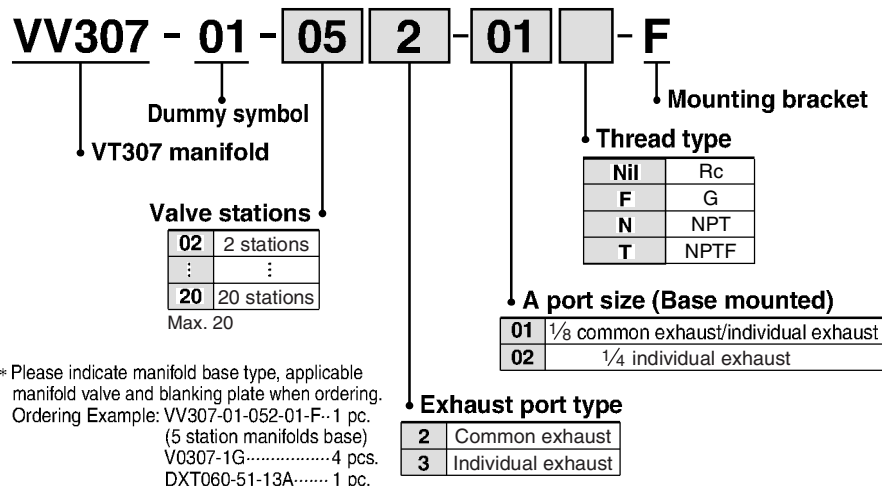 VV307 - 01 - 05 2 - 01 - F
Mounting bracket
Dummy symbol
Thread type
VT307 manifold
Nil Rc
F G
N NPT
T NPTF
Valve stations
02 2 stations
⋮ ⋮
20 20 stations
Max. 20
A port size (Base mounted)
01 1⁄8 common exhaust/individual exhaust
02 1⁄4 individual exhaust
* Please indicate manifold base type, applicable
manifold valve and blanking plate when ordering.
Ordering Example: VV307-01-052-01-F··1 pc.
(5 station manifolds base)
V0307-1G·················4 pcs.
DXT060-51-13A·······1 pc.
Exhaust port type
2 Common exhaust
3 Individual exhaust